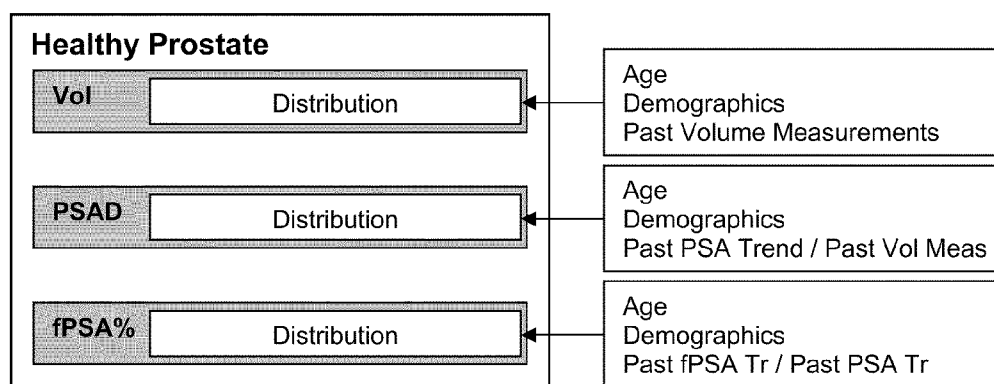 Healthy Prostate
Vol
Distribution
Age
Demographics
Past Volume Measurements
PSAD
Distribution
Age
Demographics
Past PSA Trend / Past Vol Meas
fPSA%
Distribution
Age
Demographics
Past fPSA Tr / Past PSA Tr